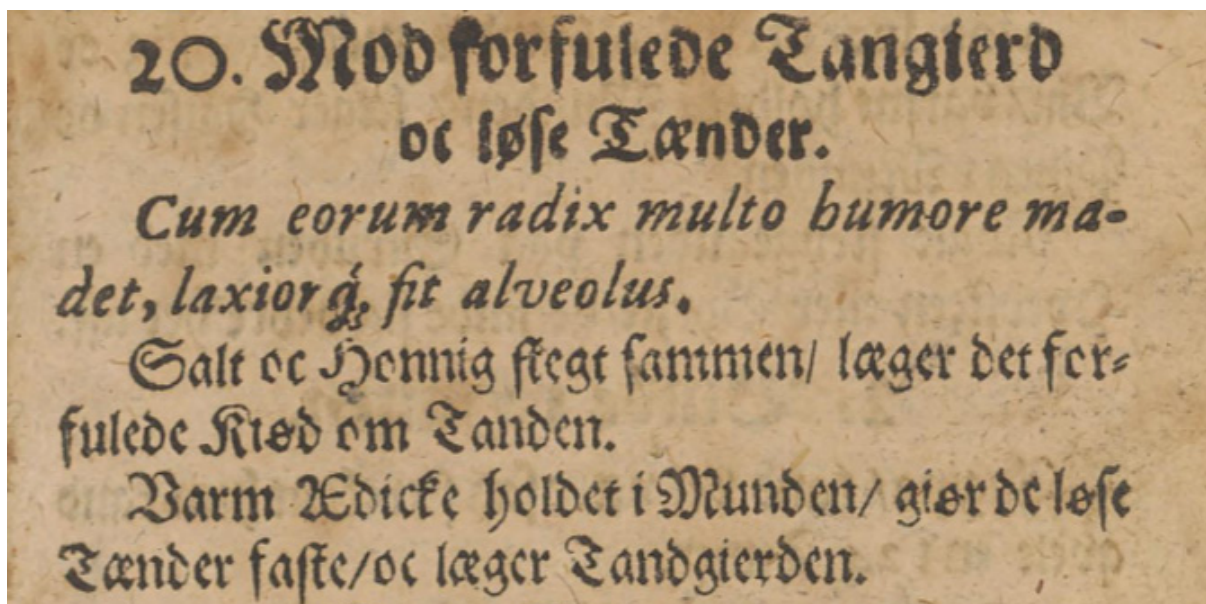 20. Mod forfulede Tangierd
oc løse Tænder.
Cum eorum radix multo humore ma-
det, laxiorq́; fit alveolus.
Salt oc Honnig stegt sammen/ læger det for-
fulede Kiød om Tanden.
Varm Ædicke holdet i Munden/ giør de løse
Tænder faste/oc læger Tandgierden.